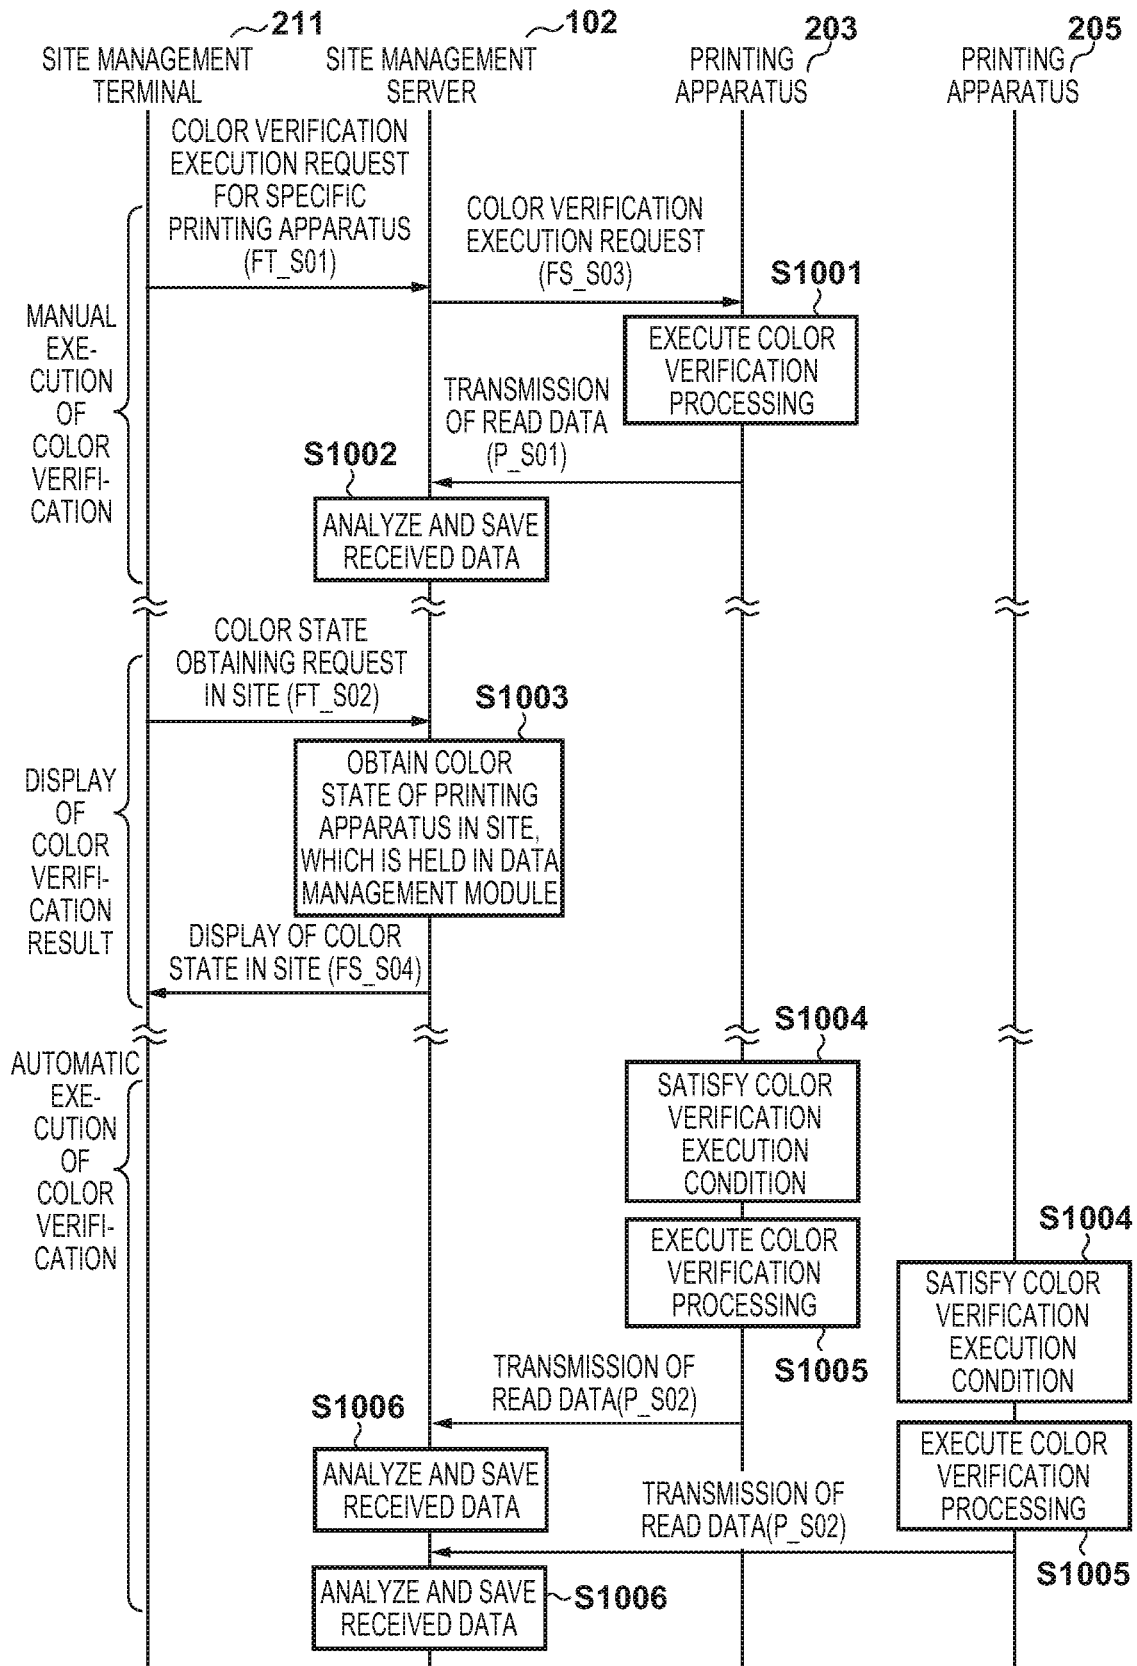 211
SITE MANAGEMENT
TERMINAL
102
SITE MANAGEMENT
SERVER
203
PRINTING
APPARATUS
205
PRINTING
APPARATUS
MANUAL
EXE-
CUTION
OF
COLOR
VERIFI-
CATION
COLOR VERIFICATION
EXECUTION REQUEST
FOR SPECIFIC
PRINTING APPARATUS
(FT_S01)
COLOR VERIFICATION
EXECUTION REQUEST
(FS_S03)
S1001
EXECUTE COLOR
VERIFICATION
PROCESSING
TRANSMISSION
OF READ DATA
(P_S01)
S1002
ANALYZE AND SAVE
RECEIVED DATA
DISPLAY
OF
COLOR
VERIFI-
CATION
RESULT
COLOR STATE
OBTAINING REQUEST
IN SITE (FT_S02)
S1003
OBTAIN COLOR
STATE OF PRINTING
APPARATUS IN SITE,
WHICH IS HELD IN DATA
MANAGEMENT MODULE
DISPLAY OF COLOR
STATE IN SITE (FS_S04)
AUTOMATIC
EXE-
CUTION
OF
COLOR
VERIFI-
CATION
S1004
SATISFY COLOR
VERIFICATION
EXECUTION
CONDITION
EXECUTE COLOR
VERIFICATION
PROCESSING
S1005
S1004
SATISFY COLOR
VERIFICATION
EXECUTION
CONDITION
EXECUTE COLOR
VERIFICATION
PROCESSING
S1005
TRANSMISSION OF
READ DATA(P_S02)
S1006
ANALYZE AND SAVE
RECEIVED DATA
TRANSMISSION OF
READ DATA(P_S02)
ANALYZE AND SAVE
RECEIVED DATA
S1006